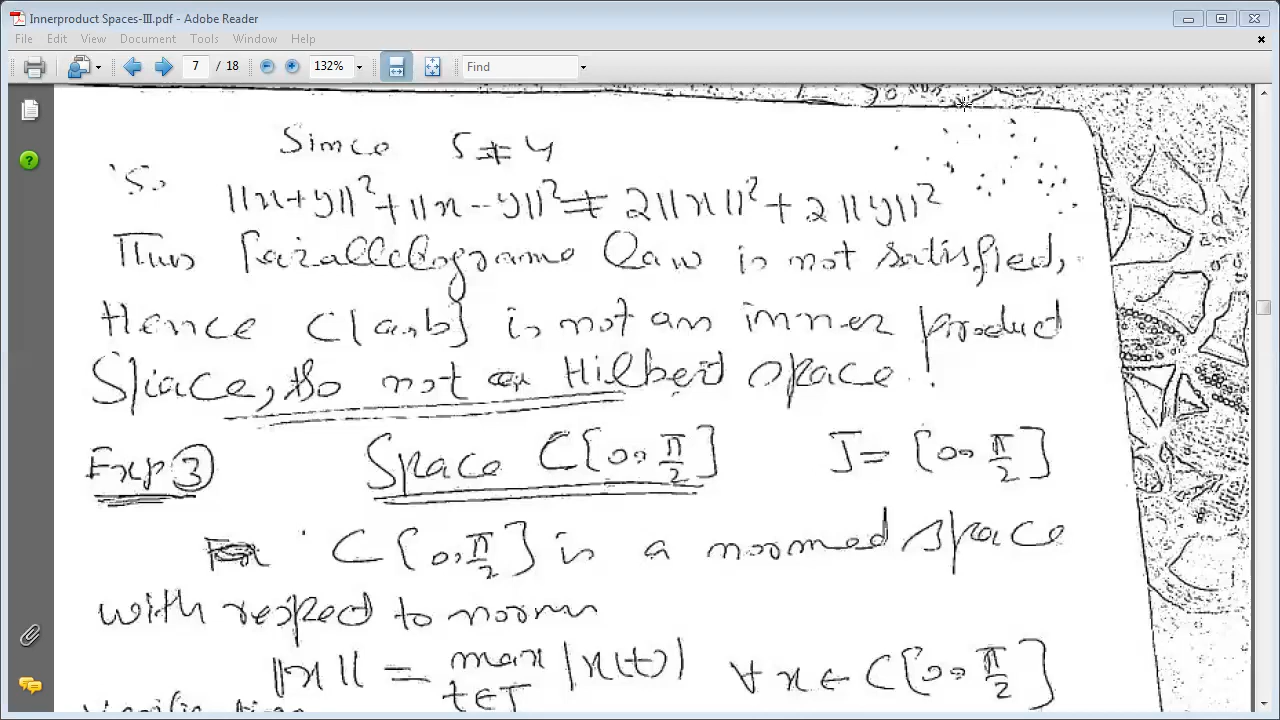 Innerproduct Spaces-III.pdf - Adobe Reader
File Edit View Document Tools Window Help
7 / 18 132% Find
Since 5 ≠ 4
So
||x+y||² + ||x-y||² ≠ 2||x||² + 2||y||²
Thus Parallelogram Law is not satisfied,
Hence C[a,b] is not an inner product
Space, so not a Hilbert space.
Exp ③ Space C[0,π/2] J = [0,π/2]
C[0,π/2] is a normed space
with respect to norm
||x|| = max |x(t)| ∀ x ∈ C[0,π/2]
t∈J